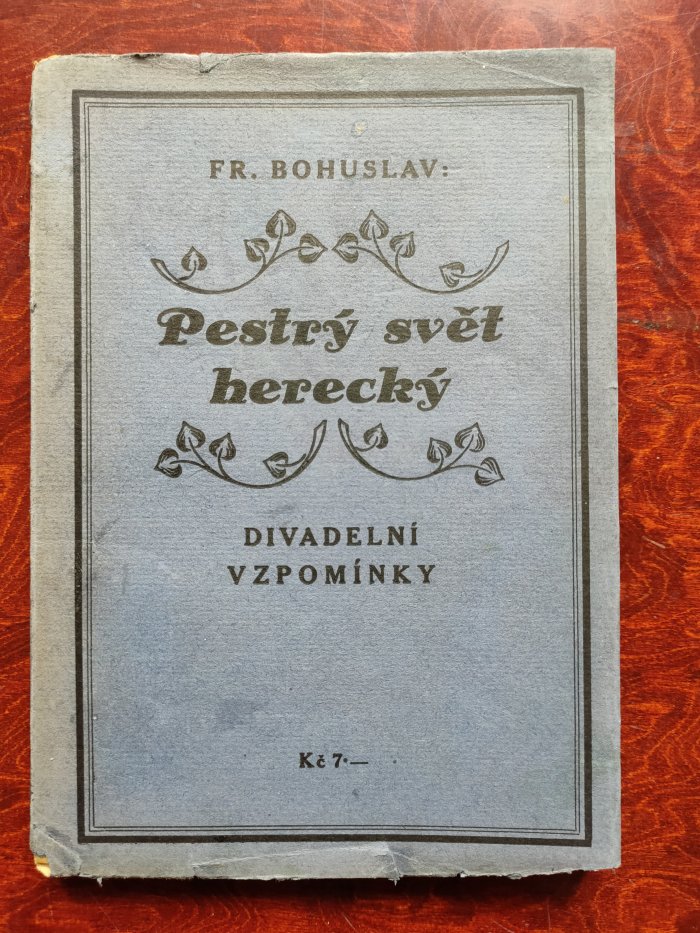 FR. BOHUSLAV:
Pestrý svět
herecký
DIVADELNÍ
VZPOMÍNKY
Kč 7·—